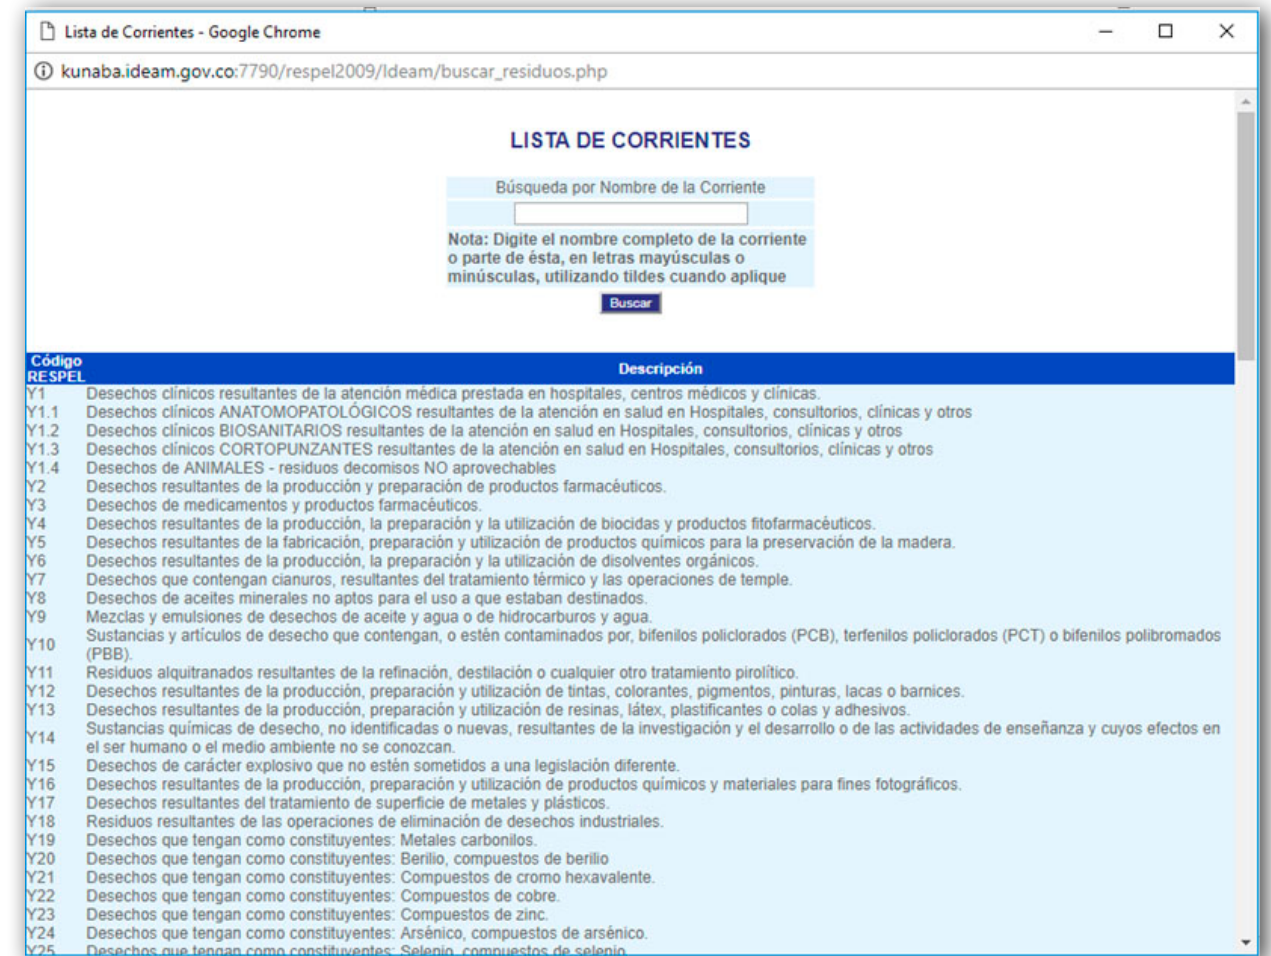 Lista de Corrientes - Google Chrome
kunaba.ideam.gov.co:7790/respel2009/Ideam/buscar_residuos.php
LISTA DE CORRIENTES
Búsqueda por Nombre de la Corriente
Nota: Digite el nombre completo de la corriente
o parte de ésta, en letras mayúsculas o
minúsculas, utilizando tildes cuando aplique
Buscar
Código RESPEL Descripción
Y1 Desechos clínicos resultantes de la atención médica prestada en hospitales, centros médicos y clínicas.
Y1.1 Desechos clínicos ANATOMOPATOLÓGICOS resultantes de la atención en salud en Hospitales, consultorios, clínicas y otros
Y1.2 Desechos clínicos BIOSANITARIOS resultantes de la atención en salud en Hospitales, consultorios, clínicas y otros
Y1.3 Desechos clínicos CORTOPUNZANTES resultantes de la atención en salud en Hospitales, consultorios, clínicas y otros
Y1.4 Desechos de ANIMALES - residuos decomisos NO aprovechables
Y2 Desechos resultantes de la producción y preparación de productos farmacéuticos.
Y3 Desechos de medicamentos y productos farmacéuticos.
Y4 Desechos resultantes de la producción, la preparación y la utilización de biocidas y productos fitofarmacéuticos.
Y5 Desechos resultantes de la fabricación, preparación y utilización de productos químicos para la preservación de la madera.
Y6 Desechos resultantes de la producción, la preparación y la utilización de disolventes orgánicos.
Y7 Desechos que contengan cianuros, resultantes del tratamiento térmico y las operaciones de temple.
Y8 Desechos de aceites minerales no aptos para el uso a que estaban destinados.
Y9 Mezclas y emulsiones de desechos de aceite y agua o de hidrocarburos y agua.
Y10 Sustancias y artículos de desecho que contengan, o estén contaminados por, bifenilos policlorados (PCB), terfenilos policlorados (PCT) o bifenilos polibromados
(PBB).
Y11 Residuos alquitranados resultantes de la refinación, destilación o cualquier otro tratamiento pirolítico.
Y12 Desechos resultantes de la producción, preparación y utilización de tintas, colorantes, pigmentos, pinturas, lacas o barnices.
Y13 Desechos resultantes de la producción, preparación y utilización de resinas, látex, plastificantes o colas y adhesivos.
Y14 Sustancias químicas de desecho, no identificadas o nuevas, resultantes de la investigación y el desarrollo o de las actividades de enseñanza y cuyos efectos en
el ser humano o el medio ambiente no se conozcan.
Y15 Desechos de carácter explosivo que no estén sometidos a una legislación diferente.
Y16 Desechos resultantes de la producción, preparación y utilización de productos químicos y materiales para fines fotográficos.
Y17 Desechos resultantes del tratamiento de superficie de metales y plásticos.
Y18 Residuos resultantes de las operaciones de eliminación de desechos industriales.
Y19 Desechos que tengan como constituyentes: Metales carbonilos.
Y20 Desechos que tengan como constituyentes: Berilio, compuestos de berilio
Y21 Desechos que tengan como constituyentes: Compuestos de cromo hexavalente.
Y22 Desechos que tengan como constituyentes: Compuestos de cobre.
Y23 Desechos que tengan como constituyentes: Compuestos de zinc.
Y24 Desechos que tengan como constituyentes: Arsénico, compuestos de arsénico.
Y25 Desechos que tengan como constituyentes: Selenio, compuestos de selenio